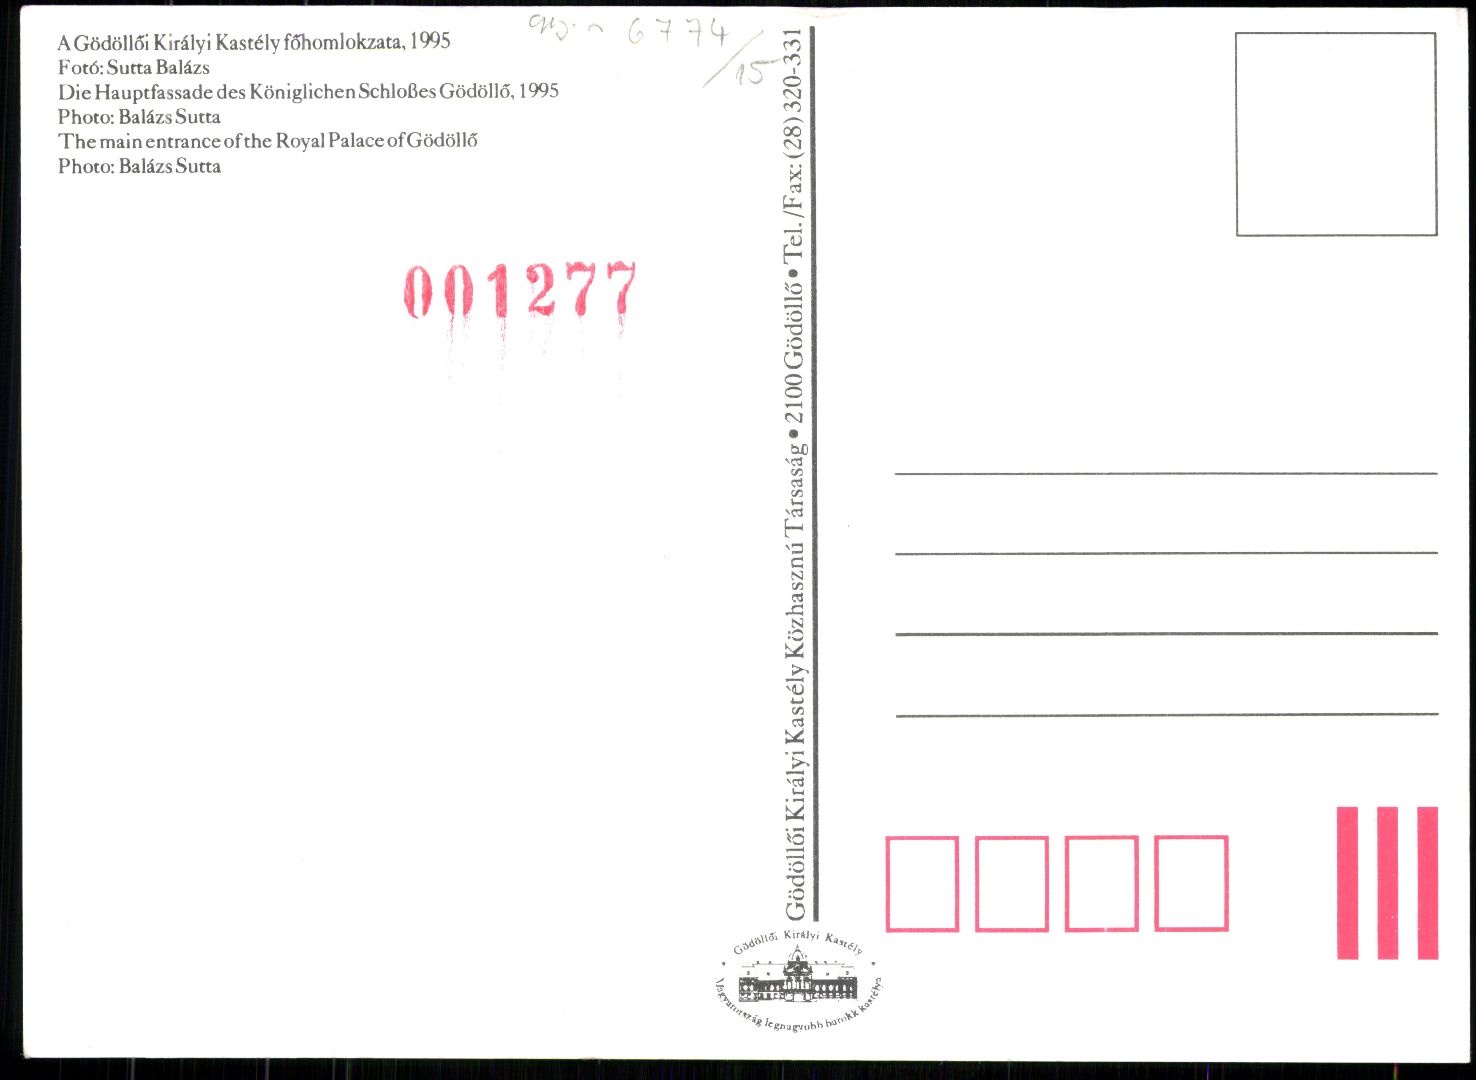 A Gödöllői Királyi Kastély főhomlokzata, 1995
Fotó: Sutta Balázs
Die Hauptfassade des Königlichen Schloßes Gödöllő, 1995
Photo: Balázs Sutta
The main entrance of the Royal Palace of Gödöllő
Photo: Balázs Sutta
6774/15
001277
Gödöllői Királyi Kastély Közhasznú Társaság • 2100 Gödöllő • Tel./Fax: (28) 320-331
Gödöllői Királyi Kastély
• Magyarország legnagyobb barokk kastélya •